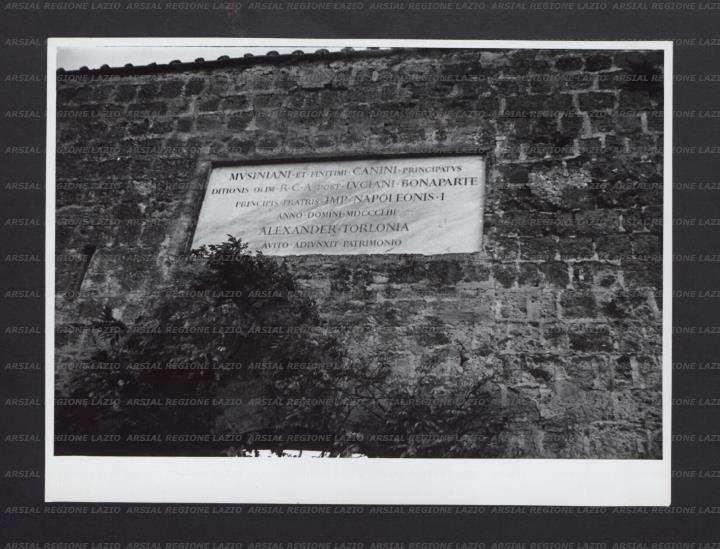 MVSINIANI ET FINITIMI · CANINI · PRINCIPATVS
DITIONIS OLIM · R · C · A · POST · LVCIANI · BONAPARTE
PRINCIPIS FRATRIS IMP · NAPOLEONIS · I
ANNO · DOMINI · MDCCCLIII
ALEXANDER · TORLONIA
AVITO ADIVNXIT PATRIMONIO
ARSIAL REGIONE LAZIO